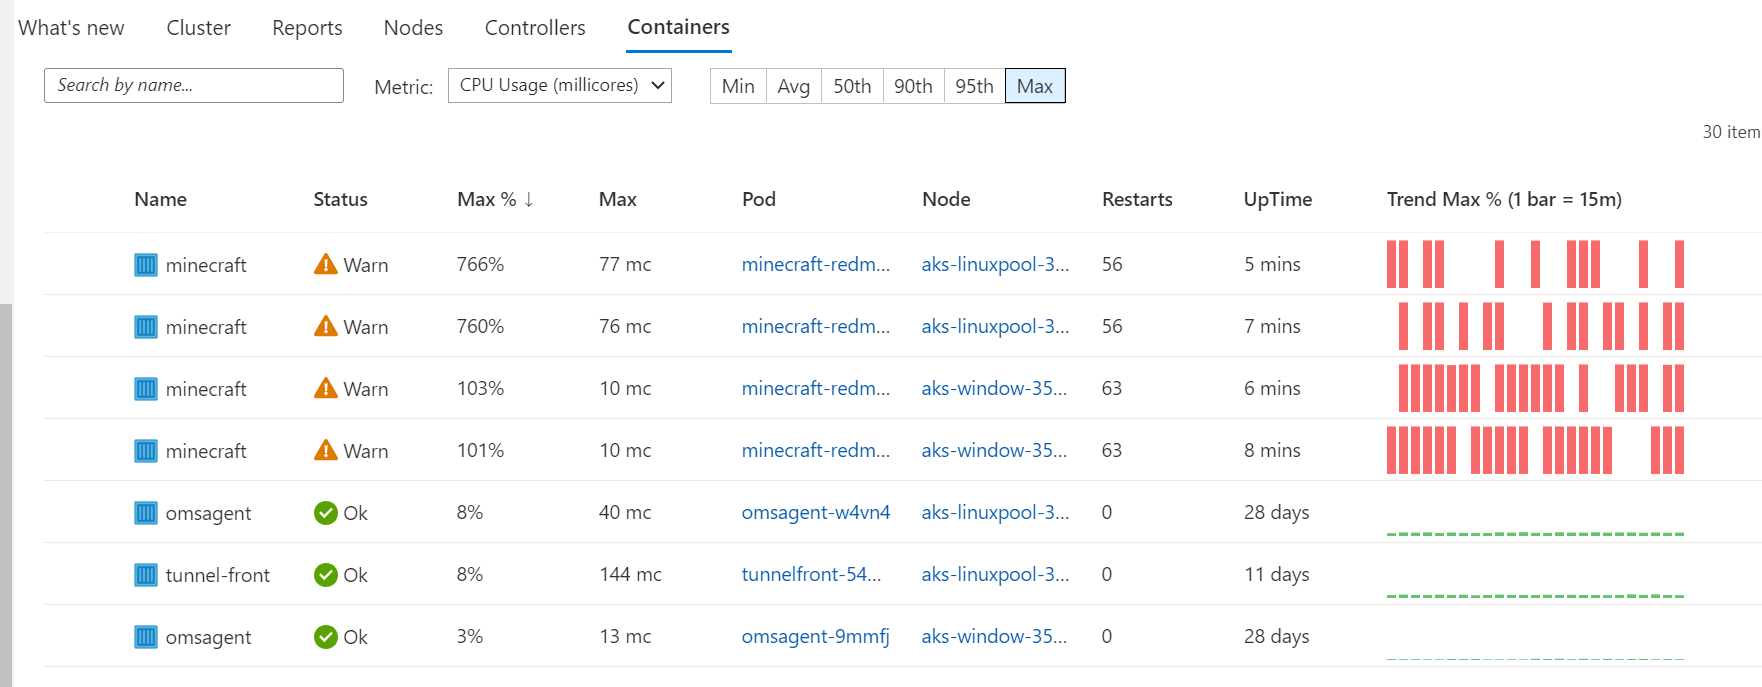 What's new Cluster Reports Nodes Controllers Containers
Search by name... Metric: CPU Usage (millicores) Min Avg 50th 90th 95th Max
30 item
Name Status Max % ↓ Max Pod Node Restarts UpTime Trend Max % (1 bar = 15m)
minecraft Warn 766% 77 mc minecraft-redm... aks-linuxpool-3... 56 5 mins
minecraft Warn 760% 76 mc minecraft-redm... aks-linuxpool-3... 56 7 mins
minecraft Warn 103% 10 mc minecraft-redm... aks-window-35... 63 6 mins
minecraft Warn 101% 10 mc minecraft-redm... aks-window-35... 63 8 mins
omsagent Ok 8% 40 mc omsagent-w4vn4 aks-linuxpool-3... 0 28 days
tunnel-front Ok 8% 144 mc tunnelfront-54... aks-linuxpool-3... 0 11 days
omsagent Ok 3% 13 mc omsagent-9mmfj aks-window-35... 0 28 days